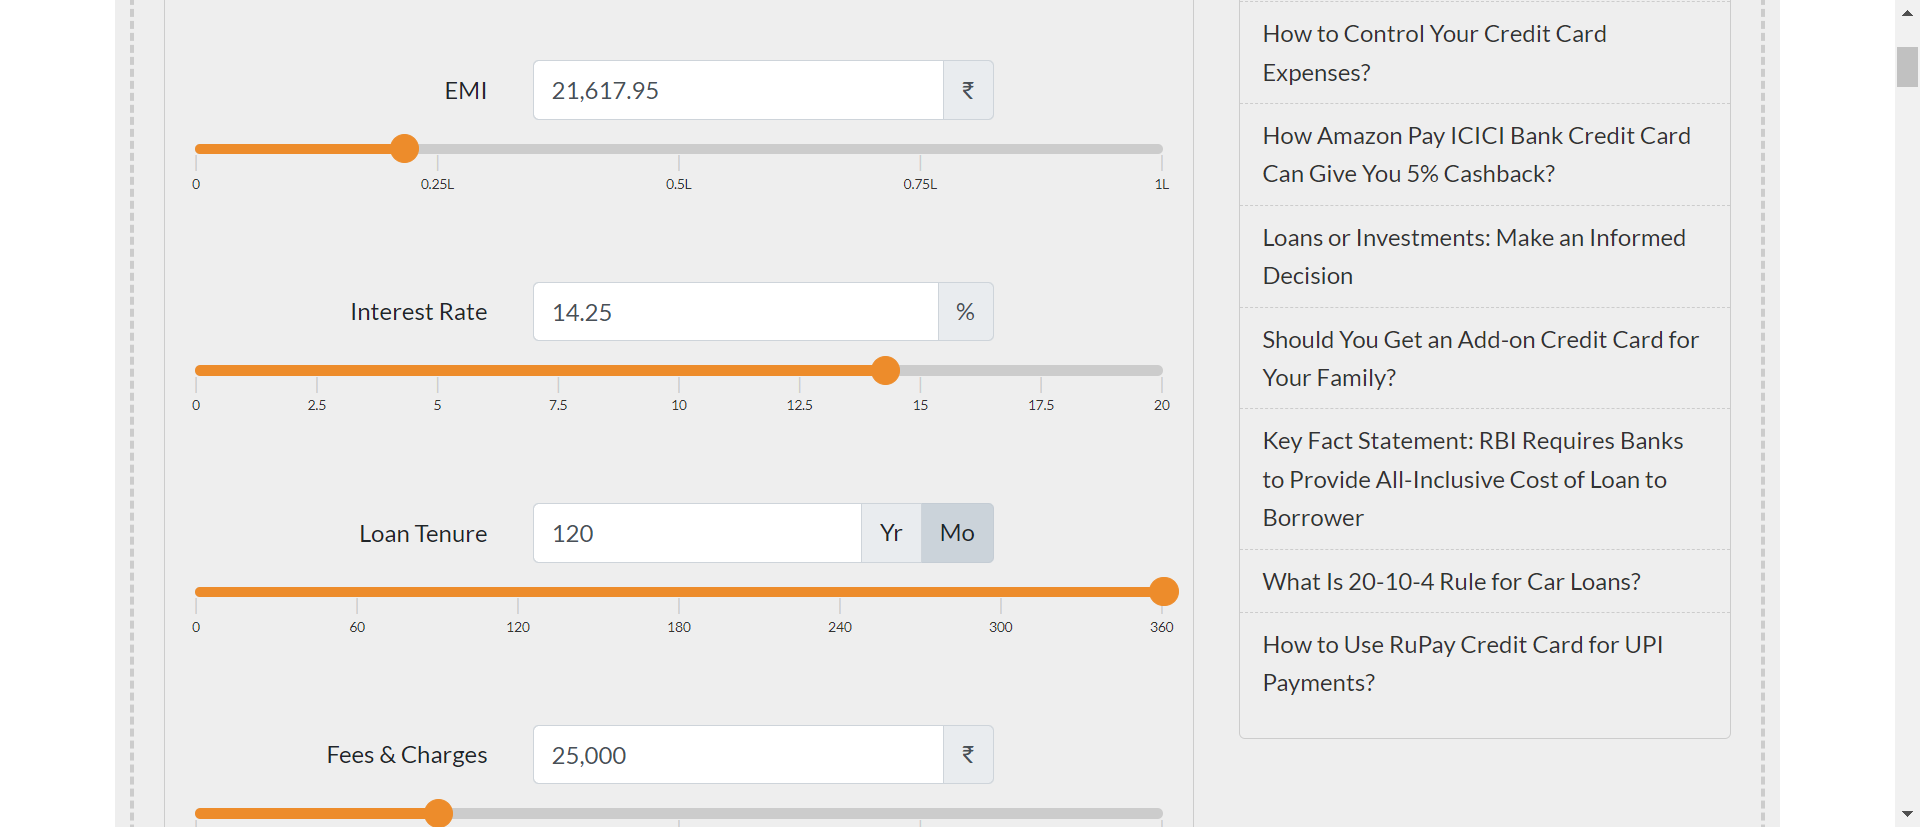 EMI
21,617.95
₹
0
0.25L
0.5L
0.75L
1L
Interest Rate
14.25
%
0
2.5
5
7.5
10
12.5
15
17.5
20
Loan Tenure
120
Yr
Mo
0
60
120
180
240
300
360
Fees & Charges
25,000
₹
How to Control Your Credit Card
Expenses?
How Amazon Pay ICICI Bank Credit Card
Can Give You 5% Cashback?
Loans or Investments: Make an Informed
Decision
Should You Get an Add-on Credit Card for
Your Family?
Key Fact Statement: RBI Requires Banks
to Provide All-Inclusive Cost of Loan to
Borrower
What Is 20-10-4 Rule for Car Loans?
How to Use RuPay Credit Card for UPI
Payments?